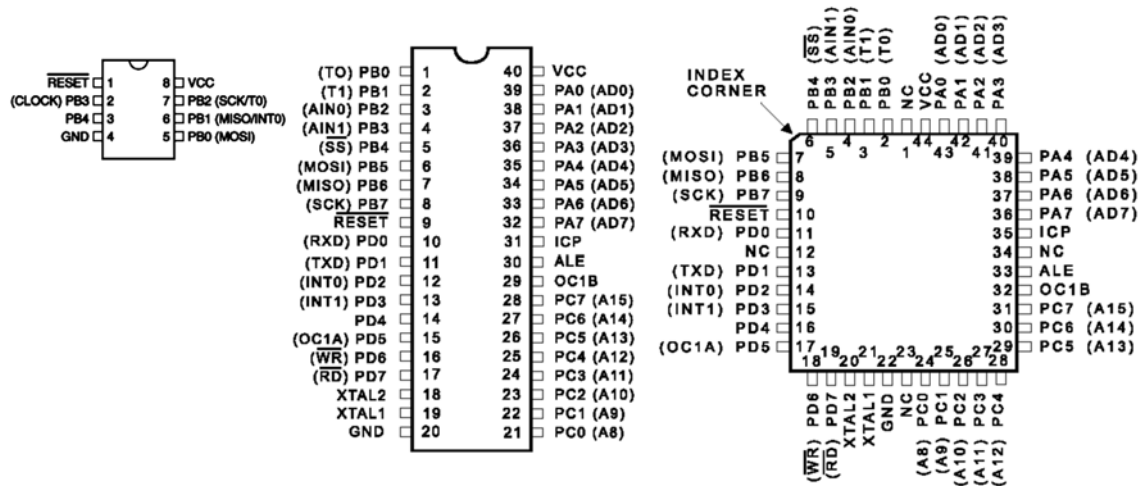 R̅E̅S̅E̅T̅ 1 8 VCC
(CLOCK) PB3 2 7 PB2 (SCK/T0)
PB4 3 6 PB1 (MISO/INT0)
GND 4 5 PB0 (MOSI)
(TO) PB0 1 40 VCC
(T1) PB1 2 39 PA0 (AD0)
(AIN0) PB2 3 38 PA1 (AD1)
(AIN1) PB3 4 37 PA2 (AD2)
(S̅S̅) PB4 5 36 PA3 (AD3)
(MOSI) PB5 6 35 PA4 (AD4)
(MISO) PB6 7 34 PA5 (AD5)
(SCK) PB7 8 33 PA6 (AD6)
R̅E̅S̅E̅T̅ 9 32 PA7 (AD7)
(RXD) PD0 10 31 ICP
(TXD) PD1 11 30 ALE
(INT0) PD2 12 29 OC1B
(INT1) PD3 13 28 PC7 (A15)
PD4 14 27 PC6 (A14)
(OC1A) PD5 15 26 PC5 (A13)
(W̅R̅) PD6 16 25 PC4 (A12)
(R̅D̅) PD7 17 24 PC3 (A11)
XTAL2 18 23 PC2 (A10)
XTAL1 19 22 PC1 (A9)
GND 20 21 PC0 (A8)
INDEX
CORNER
PB4 (S̅S̅)
PB3 (AIN1)
PB2 (AIN0)
PB1 (T1)
PB0 (T0)
NC
VCC
PA0 (AD0)
PA1 (AD1)
PA2 (AD2)
PA3 (AD3)
6 5 4 3 2 1 44 43 42 41 40
(MOSI) PB5 7 39 PA4 (AD4)
(MISO) PB6 8 38 PA5 (AD5)
(SCK) PB7 9 37 PA6 (AD6)
R̅E̅S̅E̅T̅ 10 36 PA7 (AD7)
(RXD) PD0 11 35 ICP
NC 12 34 NC
(TXD) PD1 13 33 ALE
(INT0) PD2 14 32 OC1B
(INT1) PD3 15 31 PC7 (A15)
PD4 16 30 PC6 (A14)
(OC1A) PD5 17 29 PC5 (A13)
18 19 20 21 22 23 24 25 26 27 28
(W̅R̅) PD6
(R̅D̅) PD7
XTAL2
XTAL1
GND
NC
(A8) PC0
(A9) PC1
(A10) PC2
(A11) PC3
(A12) PC4